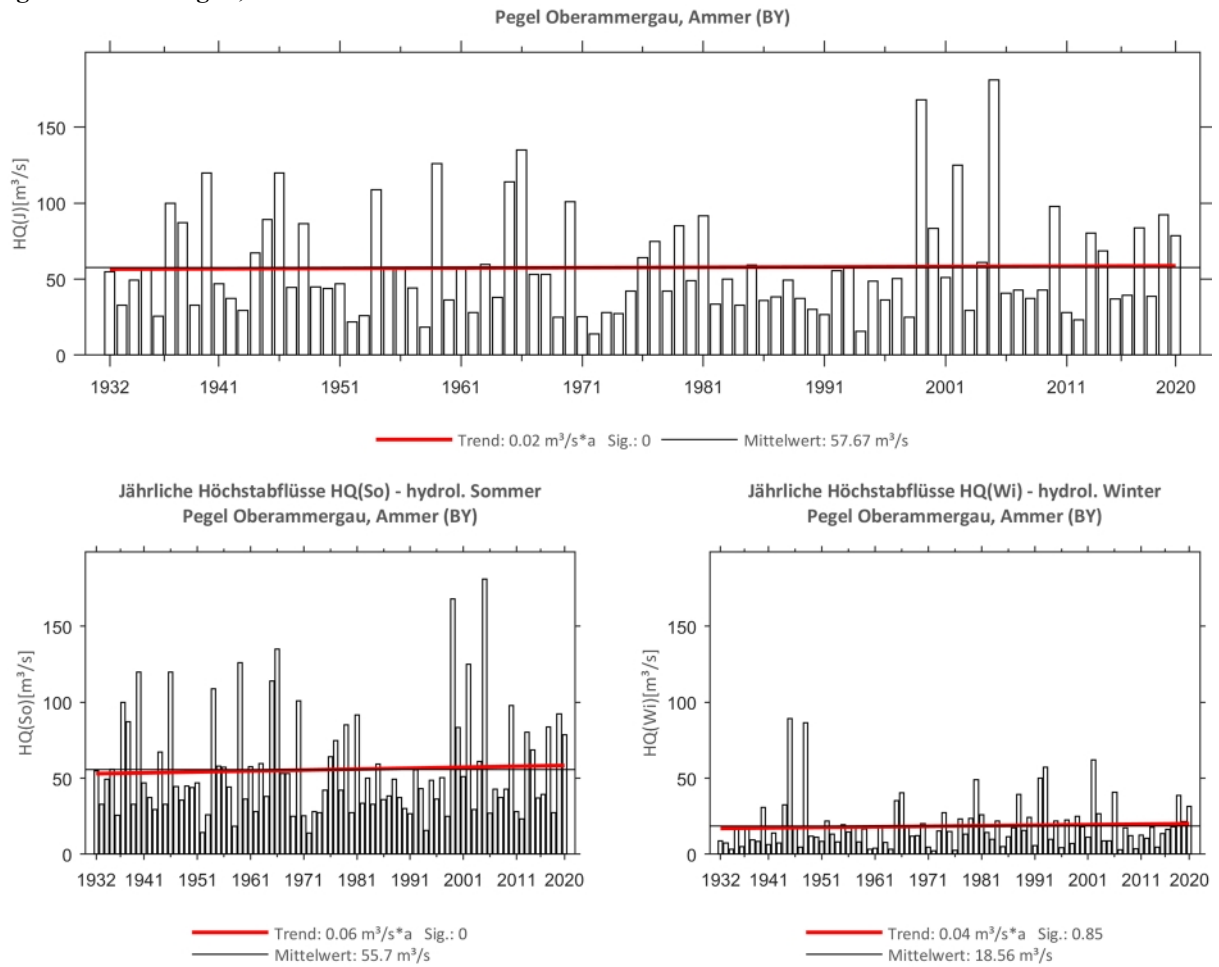 Pegel Oberammergau, Ammer (BY)
HQ(J)[m³/s]
150
100
50
0
1932 1941 1951 1961 1971 1981 1991 2001 2011 2020
Trend: 0.02 m³/s*a Sig.: 0 Mittelwert: 57.67 m³/s
Jährliche Höchstabflüsse HQ(So) - hydrol. Sommer
Pegel Oberammergau, Ammer (BY)
HQ(So)[m³/s]
150
100
50
0
1932 1941 1951 1961 1971 1981 1991 2001 2011 2020
Trend: 0.06 m³/s*a Sig.: 0
Mittelwert: 55.7 m³/s
Jährliche Höchstabflüsse HQ(Wi) - hydrol. Winter
Pegel Oberammergau, Ammer (BY)
HQ(Wi)[m³/s]
150
100
50
0
1932 1941 1951 1961 1971 1981 1991 2001 2011 2020
Trend: 0.04 m³/s*a Sig.: 0.85
Mittelwert: 18.56 m³/s